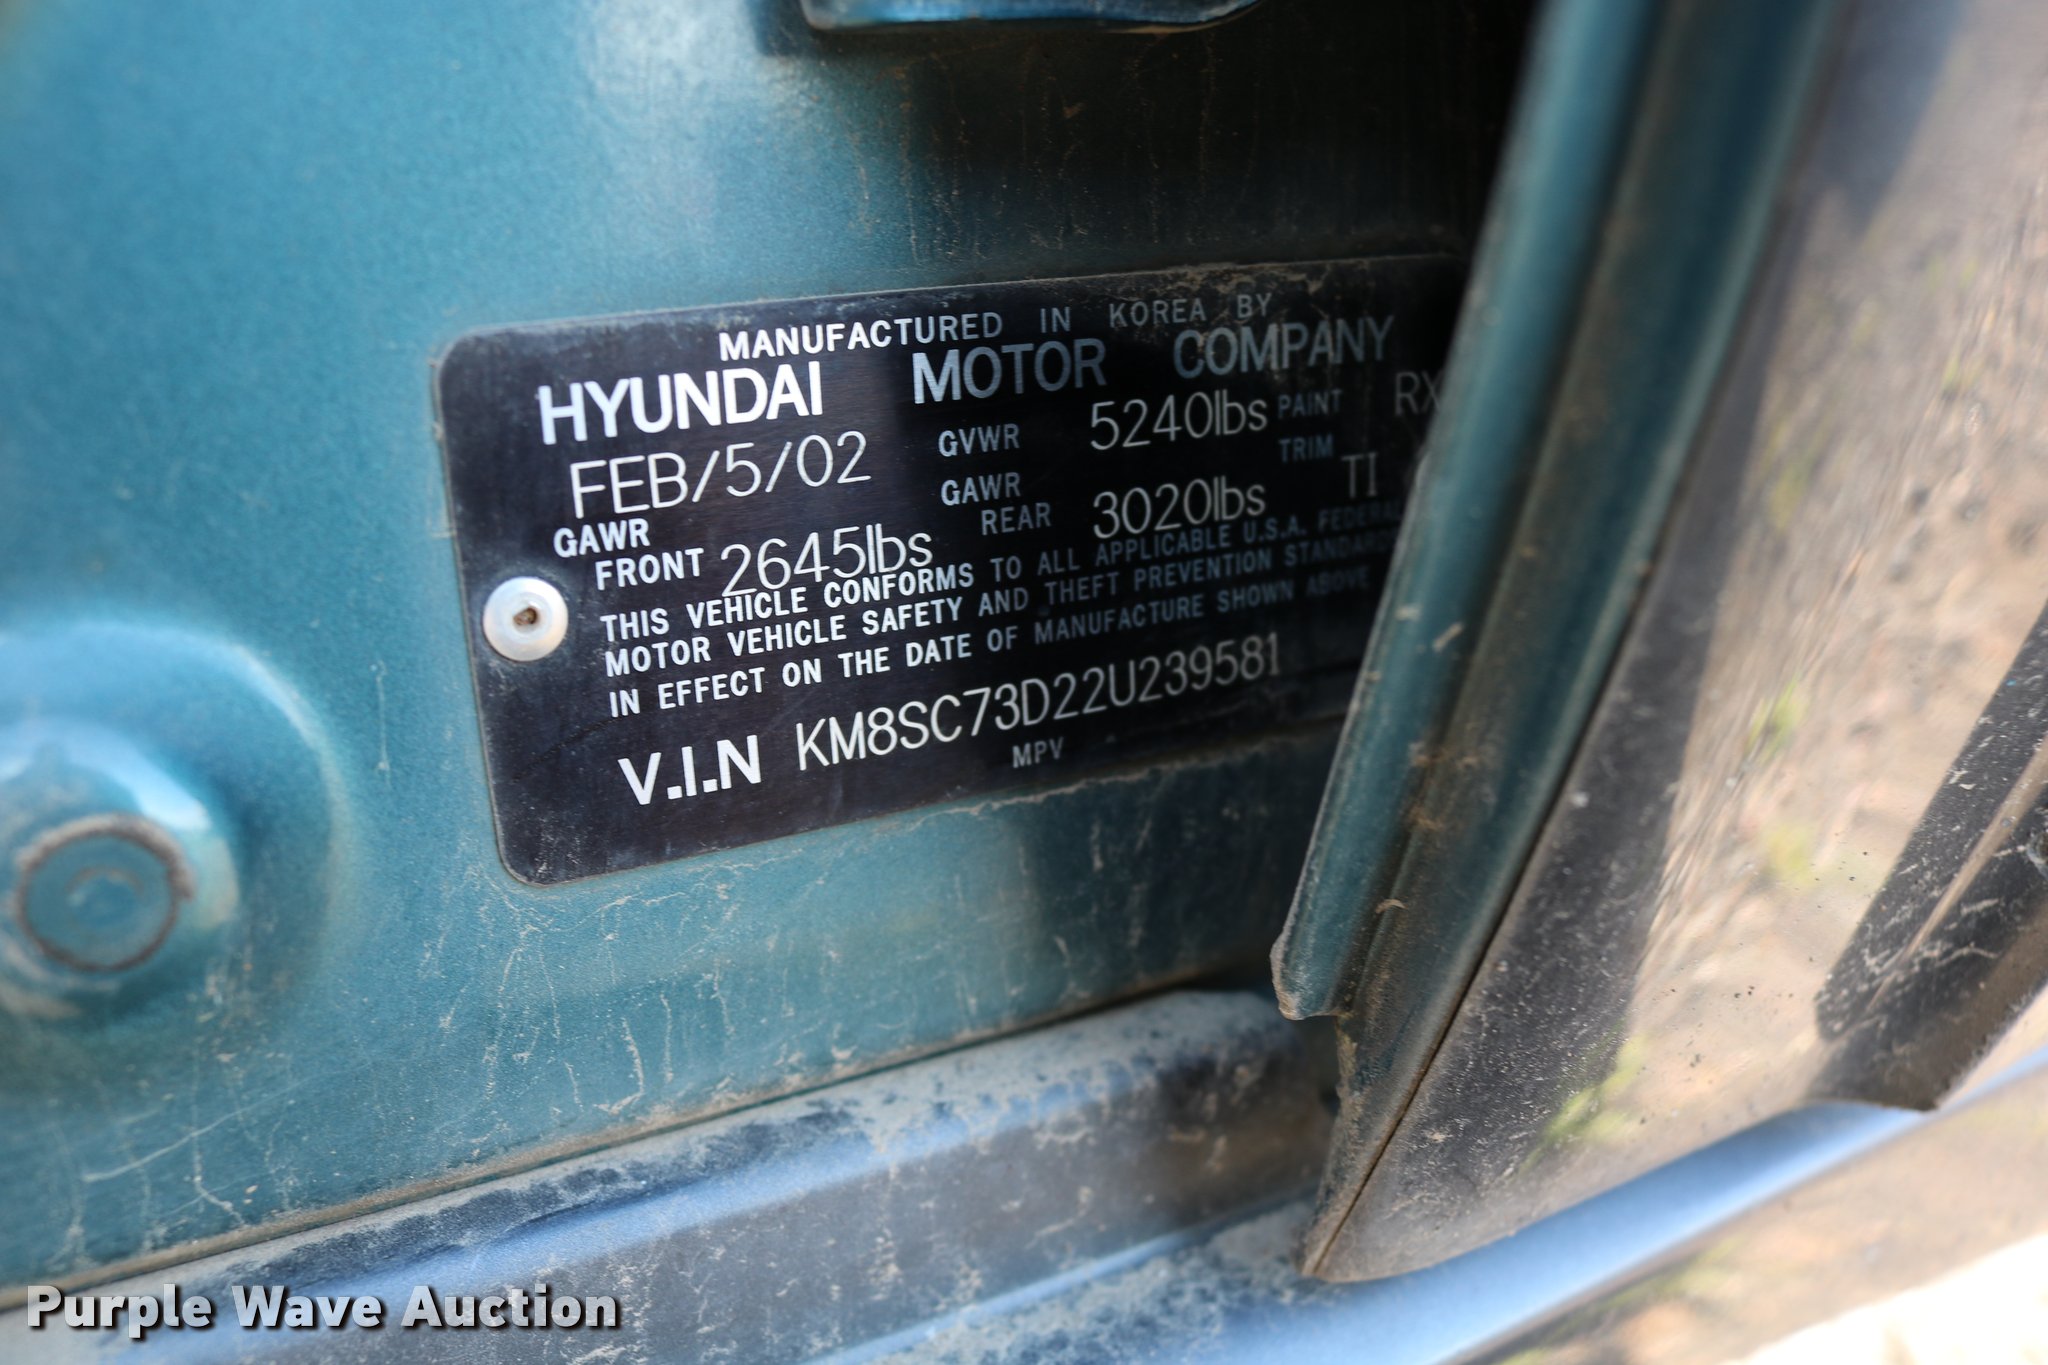 MANUFACTURED IN KOREA BY
HYUNDAI MOTOR COMPANY
FEB/5/02 GVWR 5240lbs PAINT RX
GAWR FRONT 2645lbs GAWR REAR 3020lbs TRIM TI
THIS VEHICLE CONFORMS TO ALL APPLICABLE U.S.A. FEDERAL
MOTOR VEHICLE SAFETY AND THEFT PREVENTION STANDARD
IN EFFECT ON THE DATE OF MANUFACTURE SHOWN ABOVE
V.I.N KM8SC73D22U239581
MPV
Purple Wave Auction